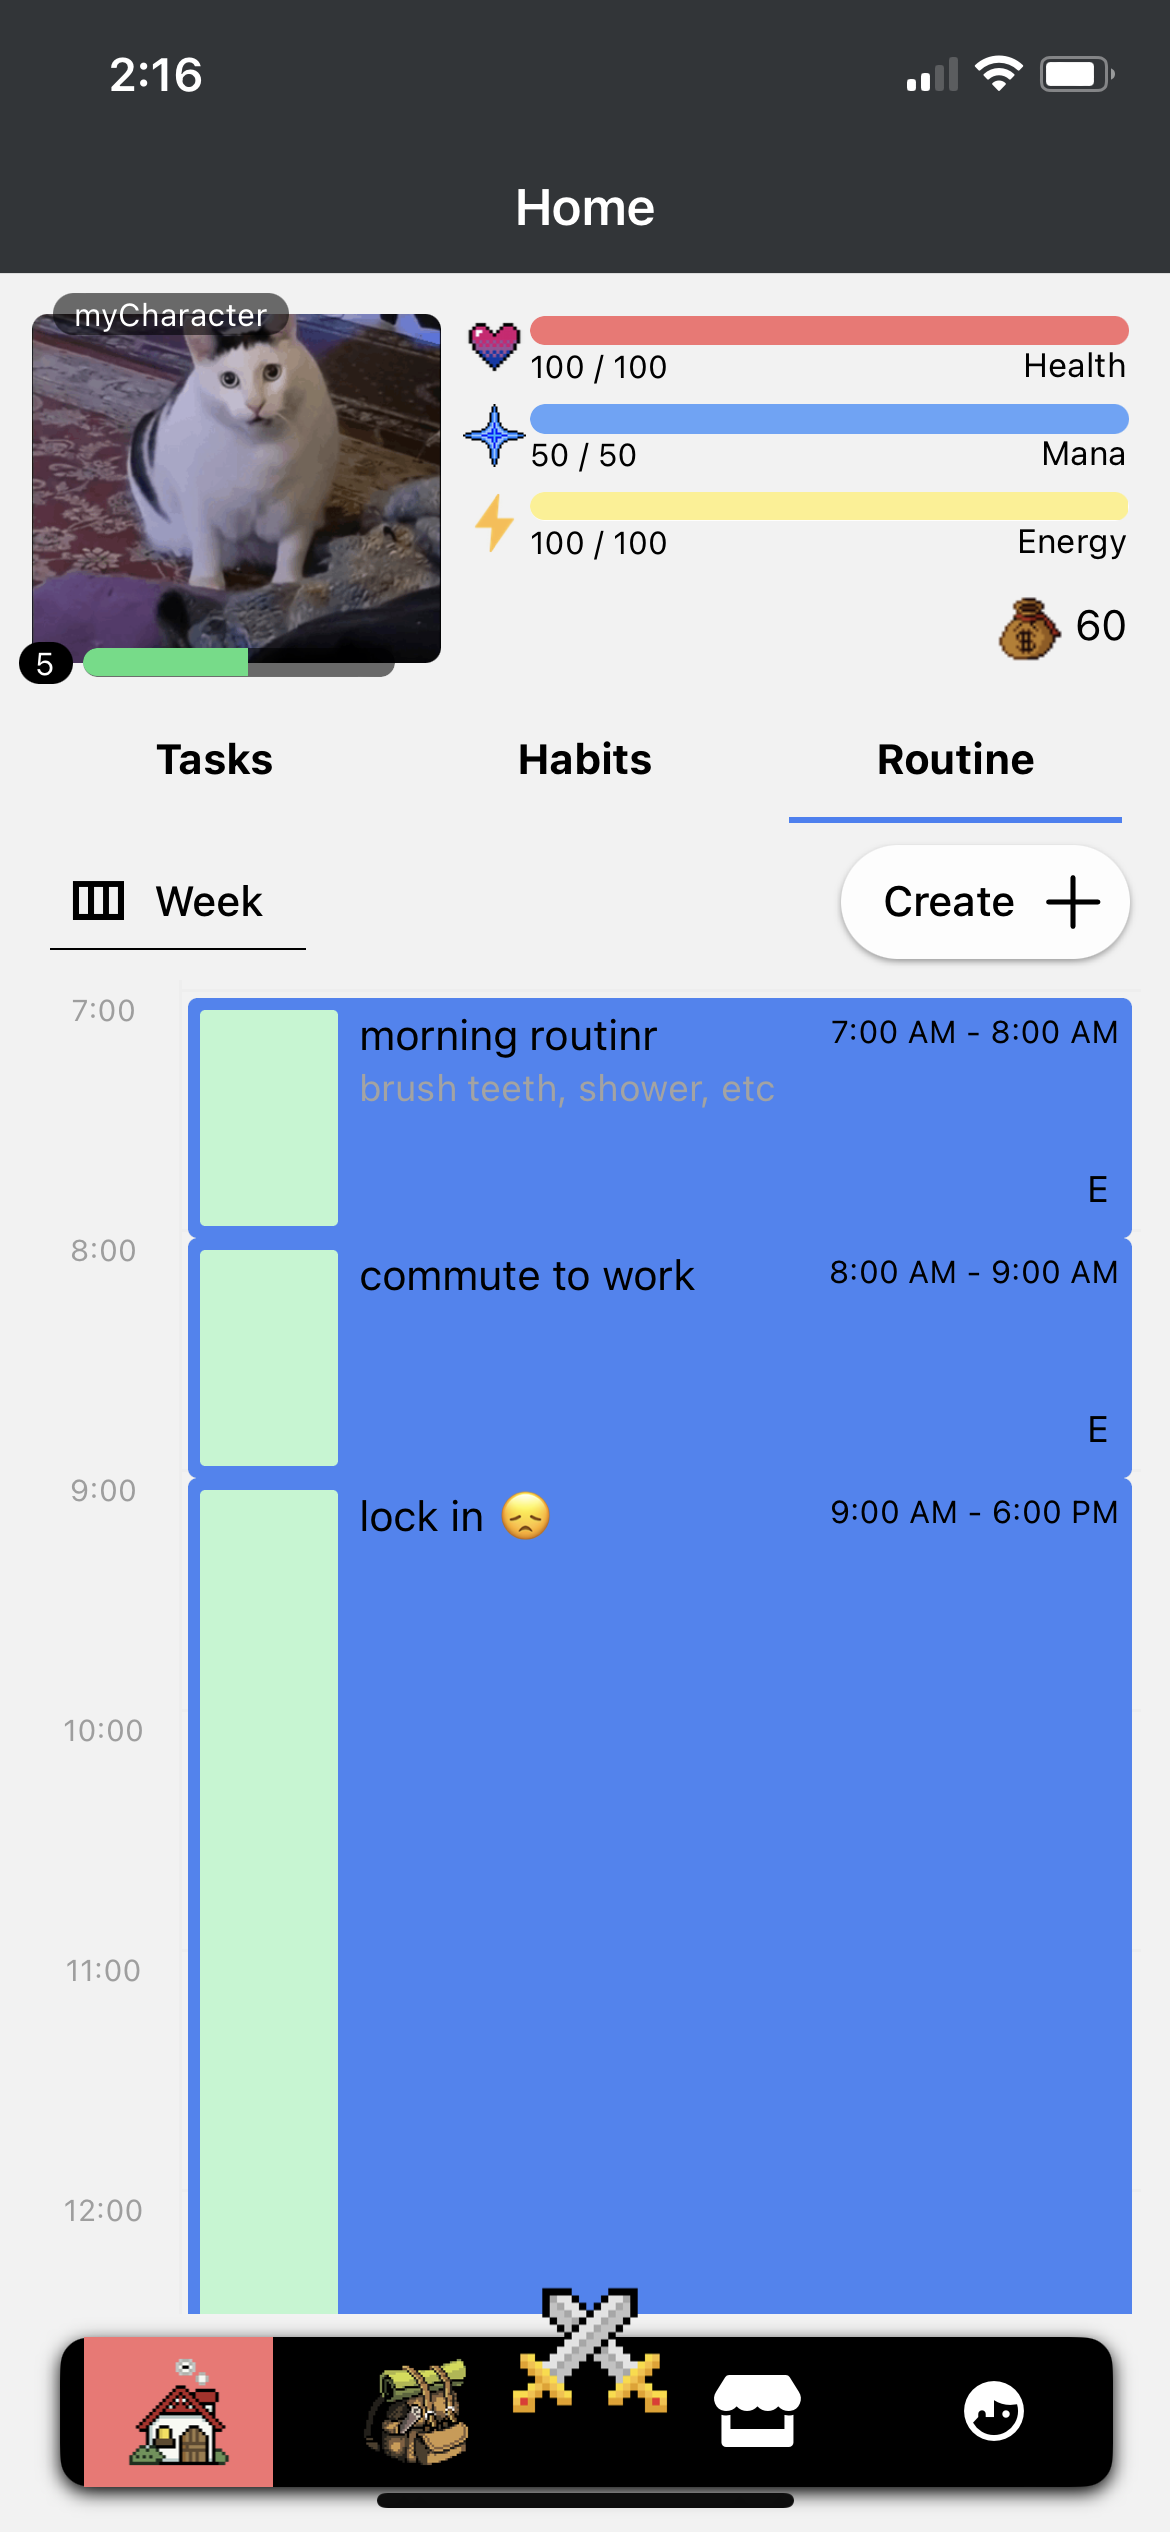 2:16
Home
myCharacter
100 / 100 Health
50 / 50 Mana
100 / 100 Energy
60
5
Tasks Habits Routine
Week Create
7:00
morning routinr 7:00 AM - 8:00 AM
brush teeth, shower, etc
E
8:00
commute to work 8:00 AM - 9:00 AM
E
9:00
lock in 😞 9:00 AM - 6:00 PM
10:00
11:00
12:00